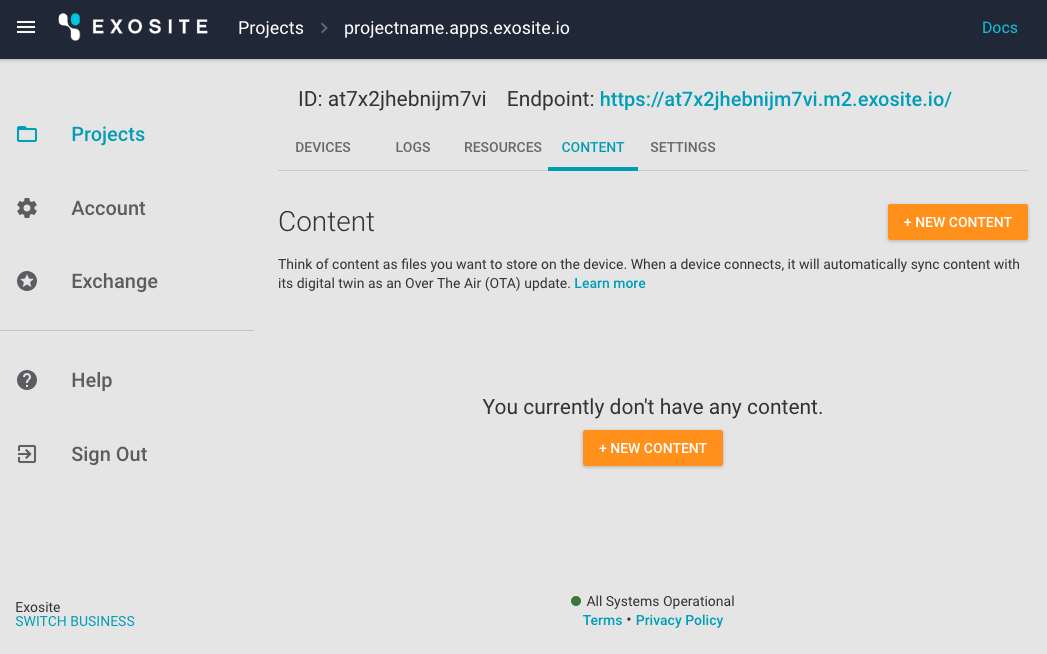 EXOSITE Projects > projectname.apps.exosite.io Docs
ID: at7x2jhebnijm7vi Endpoint: https://at7x2jhebnijm7vi.m2.exosite.io/
Projects
DEVICES LOGS RESOURCES CONTENT SETTINGS
Account
Content + NEW CONTENT
Think of content as files you want to store on the device. When a device connects, it will automatically sync content with
its digital twin as an Over The Air (OTA) update. Learn more
Exchange
Help
You currently don't have any content.
+ NEW CONTENT
Sign Out
Exosite
SWITCH BUSINESS
All Systems Operational
Terms • Privacy Policy